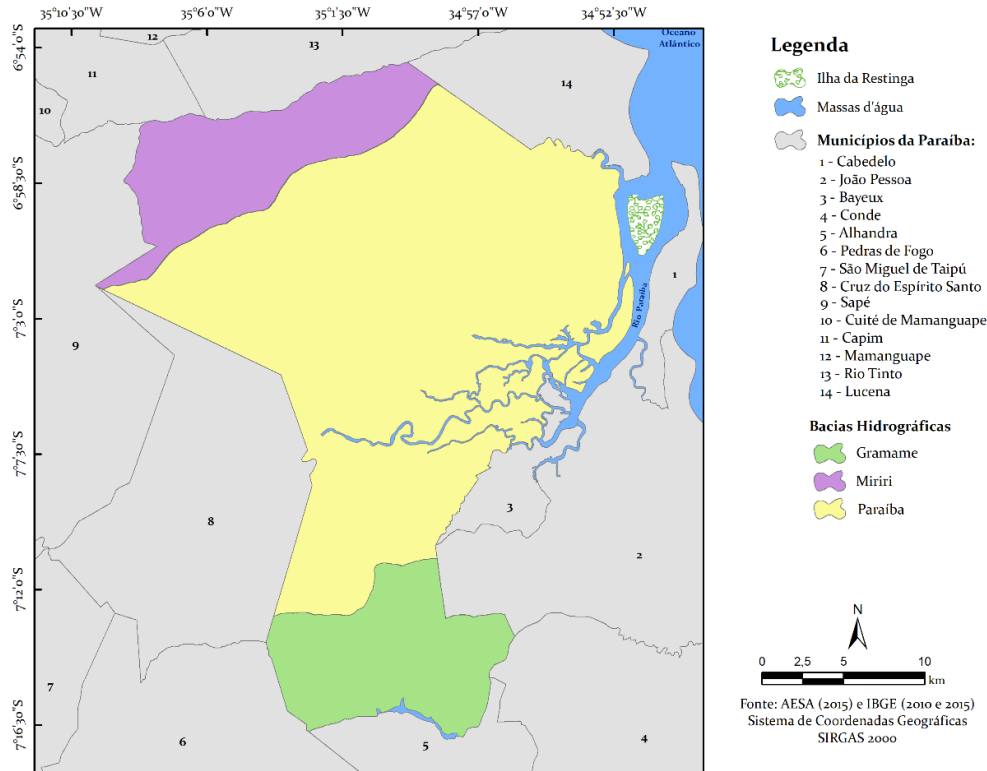 35°10'30"S 35°6'0"S 35°1'30"S 34°57'0"S 34°52'30"S
6°54'0"S
6°58'30"S
7°3'0"S
7°7'30"S
7°12'0"S
7°16'30"S
Oceano
Atlântico
12
13
11
14
10
1
Rio Paraíba
9
3
8
2
7
6
5
4
Legenda
Ilha da Restinga
Massas d'água
Municípios da Paraíba:
1 - Cabedelo
2 - João Pessoa
3 - Bayeux
4 - Conde
5 - Alhandra
6 - Pedras de Fogo
7 - São Miguel de Taipú
8 - Cruz do Espírito Santo
9 - Sapé
10 - Cuité de Mamanguape
11 - Capim
12 - Mamanguape
13 - Rio Tinto
14 - Lucena
Bacias Hidrográficas
Gramame
Miriri
Paraíba
N
0 2,5 5 10
km
Fonte: AESA (2015) e IBGE (2010 e 2015)
Sistema de Coordenadas Geográficas
SIRGAS 2000